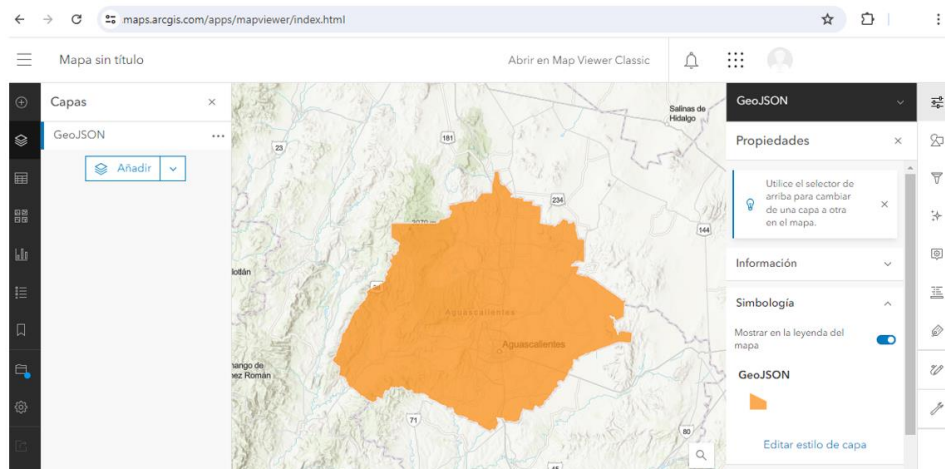 maps.arcgis.com/apps/mapviewer/index.html
Mapa sin título
Abrir en Map Viewer Classic
Capas
GeoJSON
Añadir
23
181
234
144
Salinas de
Hidalgo
Aguascalientes
Aguascalientes
71
80
45
GeoJSON
Propiedades
Utilice el selector de
arriba para cambiar
de una capa a otra
en el mapa.
Información
Simbología
Mostrar en la leyenda del
mapa
GeoJSON
Editar estilo de capa